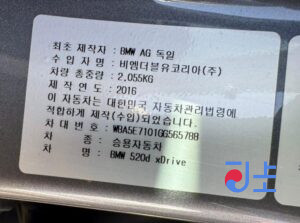 최초 제작자 : BMW AG 독일
수 입 자 명 : 비엠더블유코리아(주)
차량 총중량 : 2,055KG
제 작 연 도 : 2016
이 자동차는 대한민국 자동차관리법령에
적합하게 제작(수입)되었습니다.
차 대 번 호 : WBA5E7101GG565788
차 종 : 승용자동차
차 명 : BMW 520d xDrive